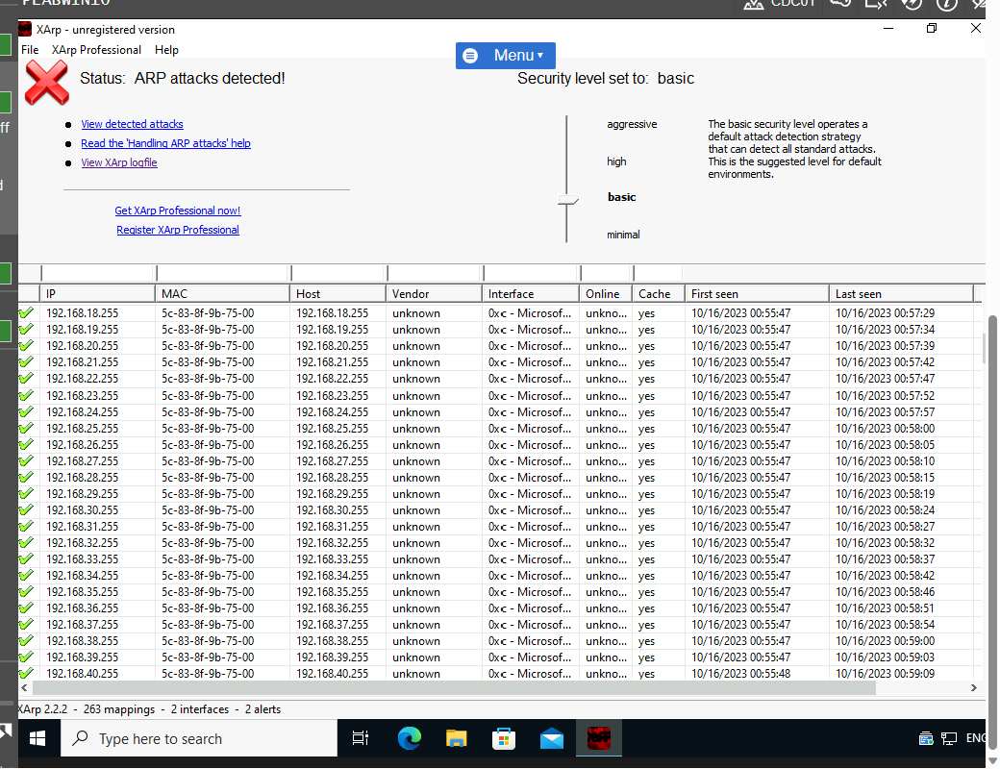 PLABWIN10
CDC01
XArp - unregistered version
File XArp Professional Help
Menu
Status: ARP attacks detected!
Security level set to: basic
View detected attacks
Read the 'Handling ARP attacks' help
View XArp logfile
Get XArp Professional now!
Register XArp Professional
aggressive
high
basic
minimal
The basic security level operates a
default attack detection strategy
that can detect all standard attacks.
This is the suggested level for default
environments.
IP MAC Host Vendor Interface Online Cache First seen Last seen
192.168.18.255 5c-83-8f-9b-75-00 192.168.18.255 unknown 0xc - Microsof... unkno... yes 10/16/2023 00:55:47 10/16/2023 00:57:29
192.168.19.255 5c-83-8f-9b-75-00 192.168.19.255 unknown 0xc - Microsof... unkno... yes 10/16/2023 00:55:47 10/16/2023 00:57:34
192.168.20.255 5c-83-8f-9b-75-00 192.168.20.255 unknown 0xc - Microsof... unkno... yes 10/16/2023 00:55:47 10/16/2023 00:57:39
192.168.21.255 5c-83-8f-9b-75-00 192.168.21.255 unknown 0xc - Microsof... unkno... yes 10/16/2023 00:55:47 10/16/2023 00:57:42
192.168.22.255 5c-83-8f-9b-75-00 192.168.22.255 unknown 0xc - Microsof... unkno... yes 10/16/2023 00:55:47 10/16/2023 00:57:47
192.168.23.255 5c-83-8f-9b-75-00 192.168.23.255 unknown 0xc - Microsof... unkno... yes 10/16/2023 00:55:47 10/16/2023 00:57:52
192.168.24.255 5c-83-8f-9b-75-00 192.168.24.255 unknown 0xc - Microsof... unkno... yes 10/16/2023 00:55:47 10/16/2023 00:57:57
192.168.25.255 5c-83-8f-9b-75-00 192.168.25.255 unknown 0xc - Microsof... unkno... yes 10/16/2023 00:55:47 10/16/2023 00:58:00
192.168.26.255 5c-83-8f-9b-75-00 192.168.26.255 unknown 0xc - Microsof... unkno... yes 10/16/2023 00:55:47 10/16/2023 00:58:05
192.168.27.255 5c-83-8f-9b-75-00 192.168.27.255 unknown 0xc - Microsof... unkno... yes 10/16/2023 00:55:47 10/16/2023 00:58:10
192.168.28.255 5c-83-8f-9b-75-00 192.168.28.255 unknown 0xc - Microsof... unkno... yes 10/16/2023 00:55:47 10/16/2023 00:58:15
192.168.29.255 5c-83-8f-9b-75-00 192.168.29.255 unknown 0xc - Microsof... unkno... yes 10/16/2023 00:55:47 10/16/2023 00:58:19
192.168.30.255 5c-83-8f-9b-75-00 192.168.30.255 unknown 0xc - Microsof... unkno... yes 10/16/2023 00:55:47 10/16/2023 00:58:24
192.168.31.255 5c-83-8f-9b-75-00 192.168.31.255 unknown 0xc - Microsof... unkno... yes 10/16/2023 00:55:47 10/16/2023 00:58:27
192.168.32.255 5c-83-8f-9b-75-00 192.168.32.255 unknown 0xc - Microsof... unkno... yes 10/16/2023 00:55:47 10/16/2023 00:58:32
192.168.33.255 5c-83-8f-9b-75-00 192.168.33.255 unknown 0xc - Microsof... unkno... yes 10/16/2023 00:55:47 10/16/2023 00:58:37
192.168.34.255 5c-83-8f-9b-75-00 192.168.34.255 unknown 0xc - Microsof... unkno... yes 10/16/2023 00:55:47 10/16/2023 00:58:42
192.168.35.255 5c-83-8f-9b-75-00 192.168.35.255 unknown 0xc - Microsof... unkno... yes 10/16/2023 00:55:47 10/16/2023 00:58:46
192.168.36.255 5c-83-8f-9b-75-00 192.168.36.255 unknown 0xc - Microsof... unkno... yes 10/16/2023 00:55:47 10/16/2023 00:58:51
192.168.37.255 5c-83-8f-9b-75-00 192.168.37.255 unknown 0xc - Microsof... unkno... yes 10/16/2023 00:55:47 10/16/2023 00:58:54
192.168.38.255 5c-83-8f-9b-75-00 192.168.38.255 unknown 0xc - Microsof... unkno... yes 10/16/2023 00:55:47 10/16/2023 00:59:00
192.168.39.255 5c-83-8f-9b-75-00 192.168.39.255 unknown 0xc - Microsof... unkno... yes 10/16/2023 00:55:47 10/16/2023 00:59:03
192.168.40.255 5c-83-8f-9b-75-00 192.168.40.255 unknown 0xc - Microsof... unkno... yes 10/16/2023 00:55:48 10/16/2023 00:59:09
XArp 2.2.2 - 263 mappings - 2 interfaces - 2 alerts
Type here to search
ENG